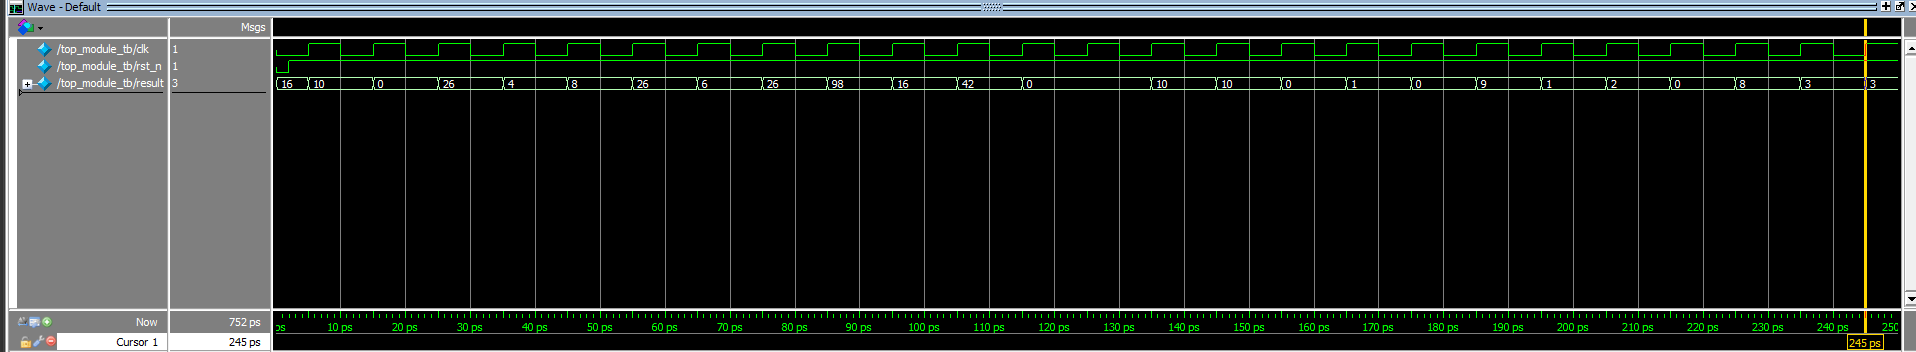 Wave - Default
Msgs
/top_module_tb/clk 1
/top_module_tb/rst_n 1
/top_module_tb/result 3 16 10 0 26 4 8 26 6 26 98 16 42 0 10 10 0 1 0 9 1 2 0 8 3 3
Now 752 ps ps 10 ps 20 ps 30 ps 40 ps 50 ps 60 ps 70 ps 80 ps 90 ps 100 ps 110 ps 120 ps 130 ps 140 ps 150 ps 160 ps 170 ps 180 ps 190 ps 200 ps 210 ps 220 ps 230 ps 240 ps 250
Cursor 1 245 ps 245 ps